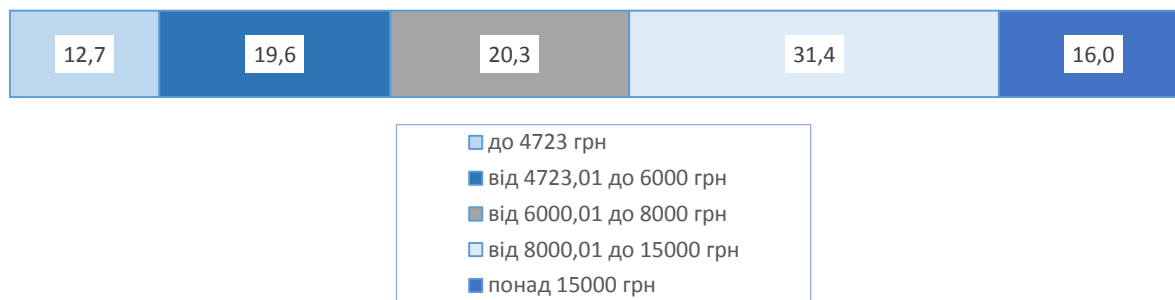 12,7 19,6 20,3 31,4 16,0
до 4723 грн
від 4723,01 до 6000 грн
від 6000,01 до 8000 грн
від 8000,01 до 15000 грн
понад 15000 грн